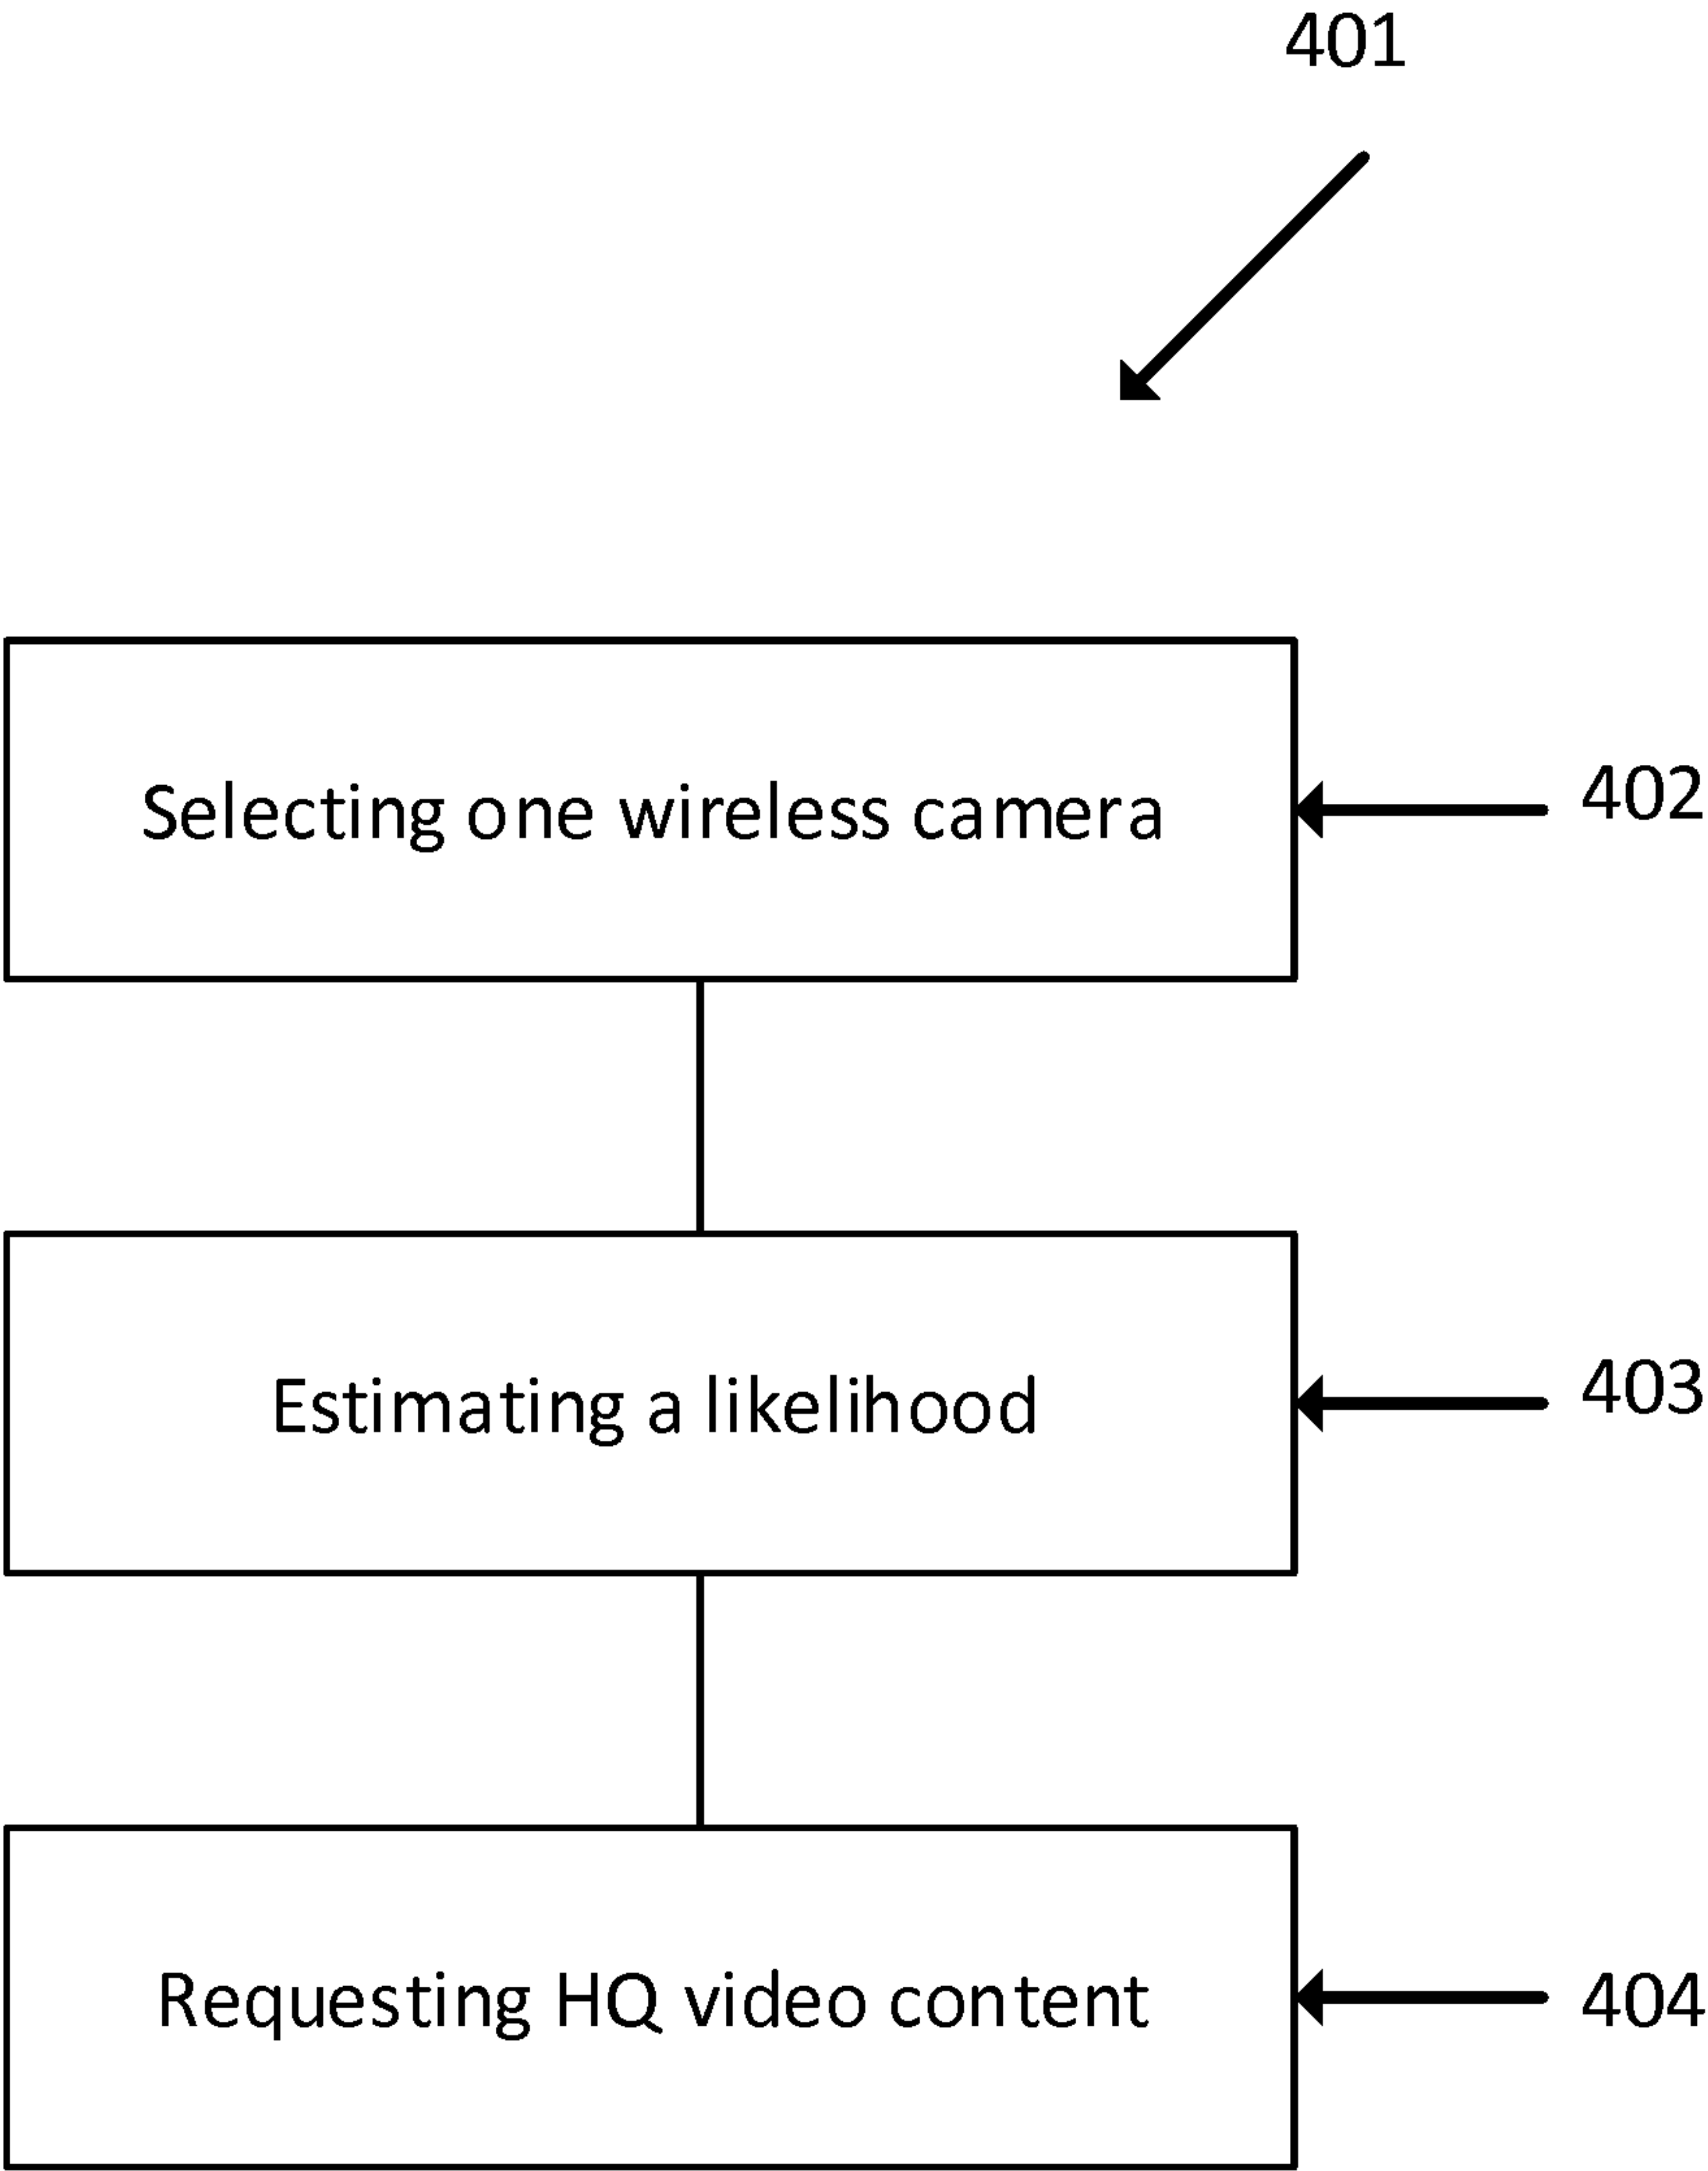 401
Selecting one wireless camera
402
Estimating a likelihood
403
Requesting HQ video content
404